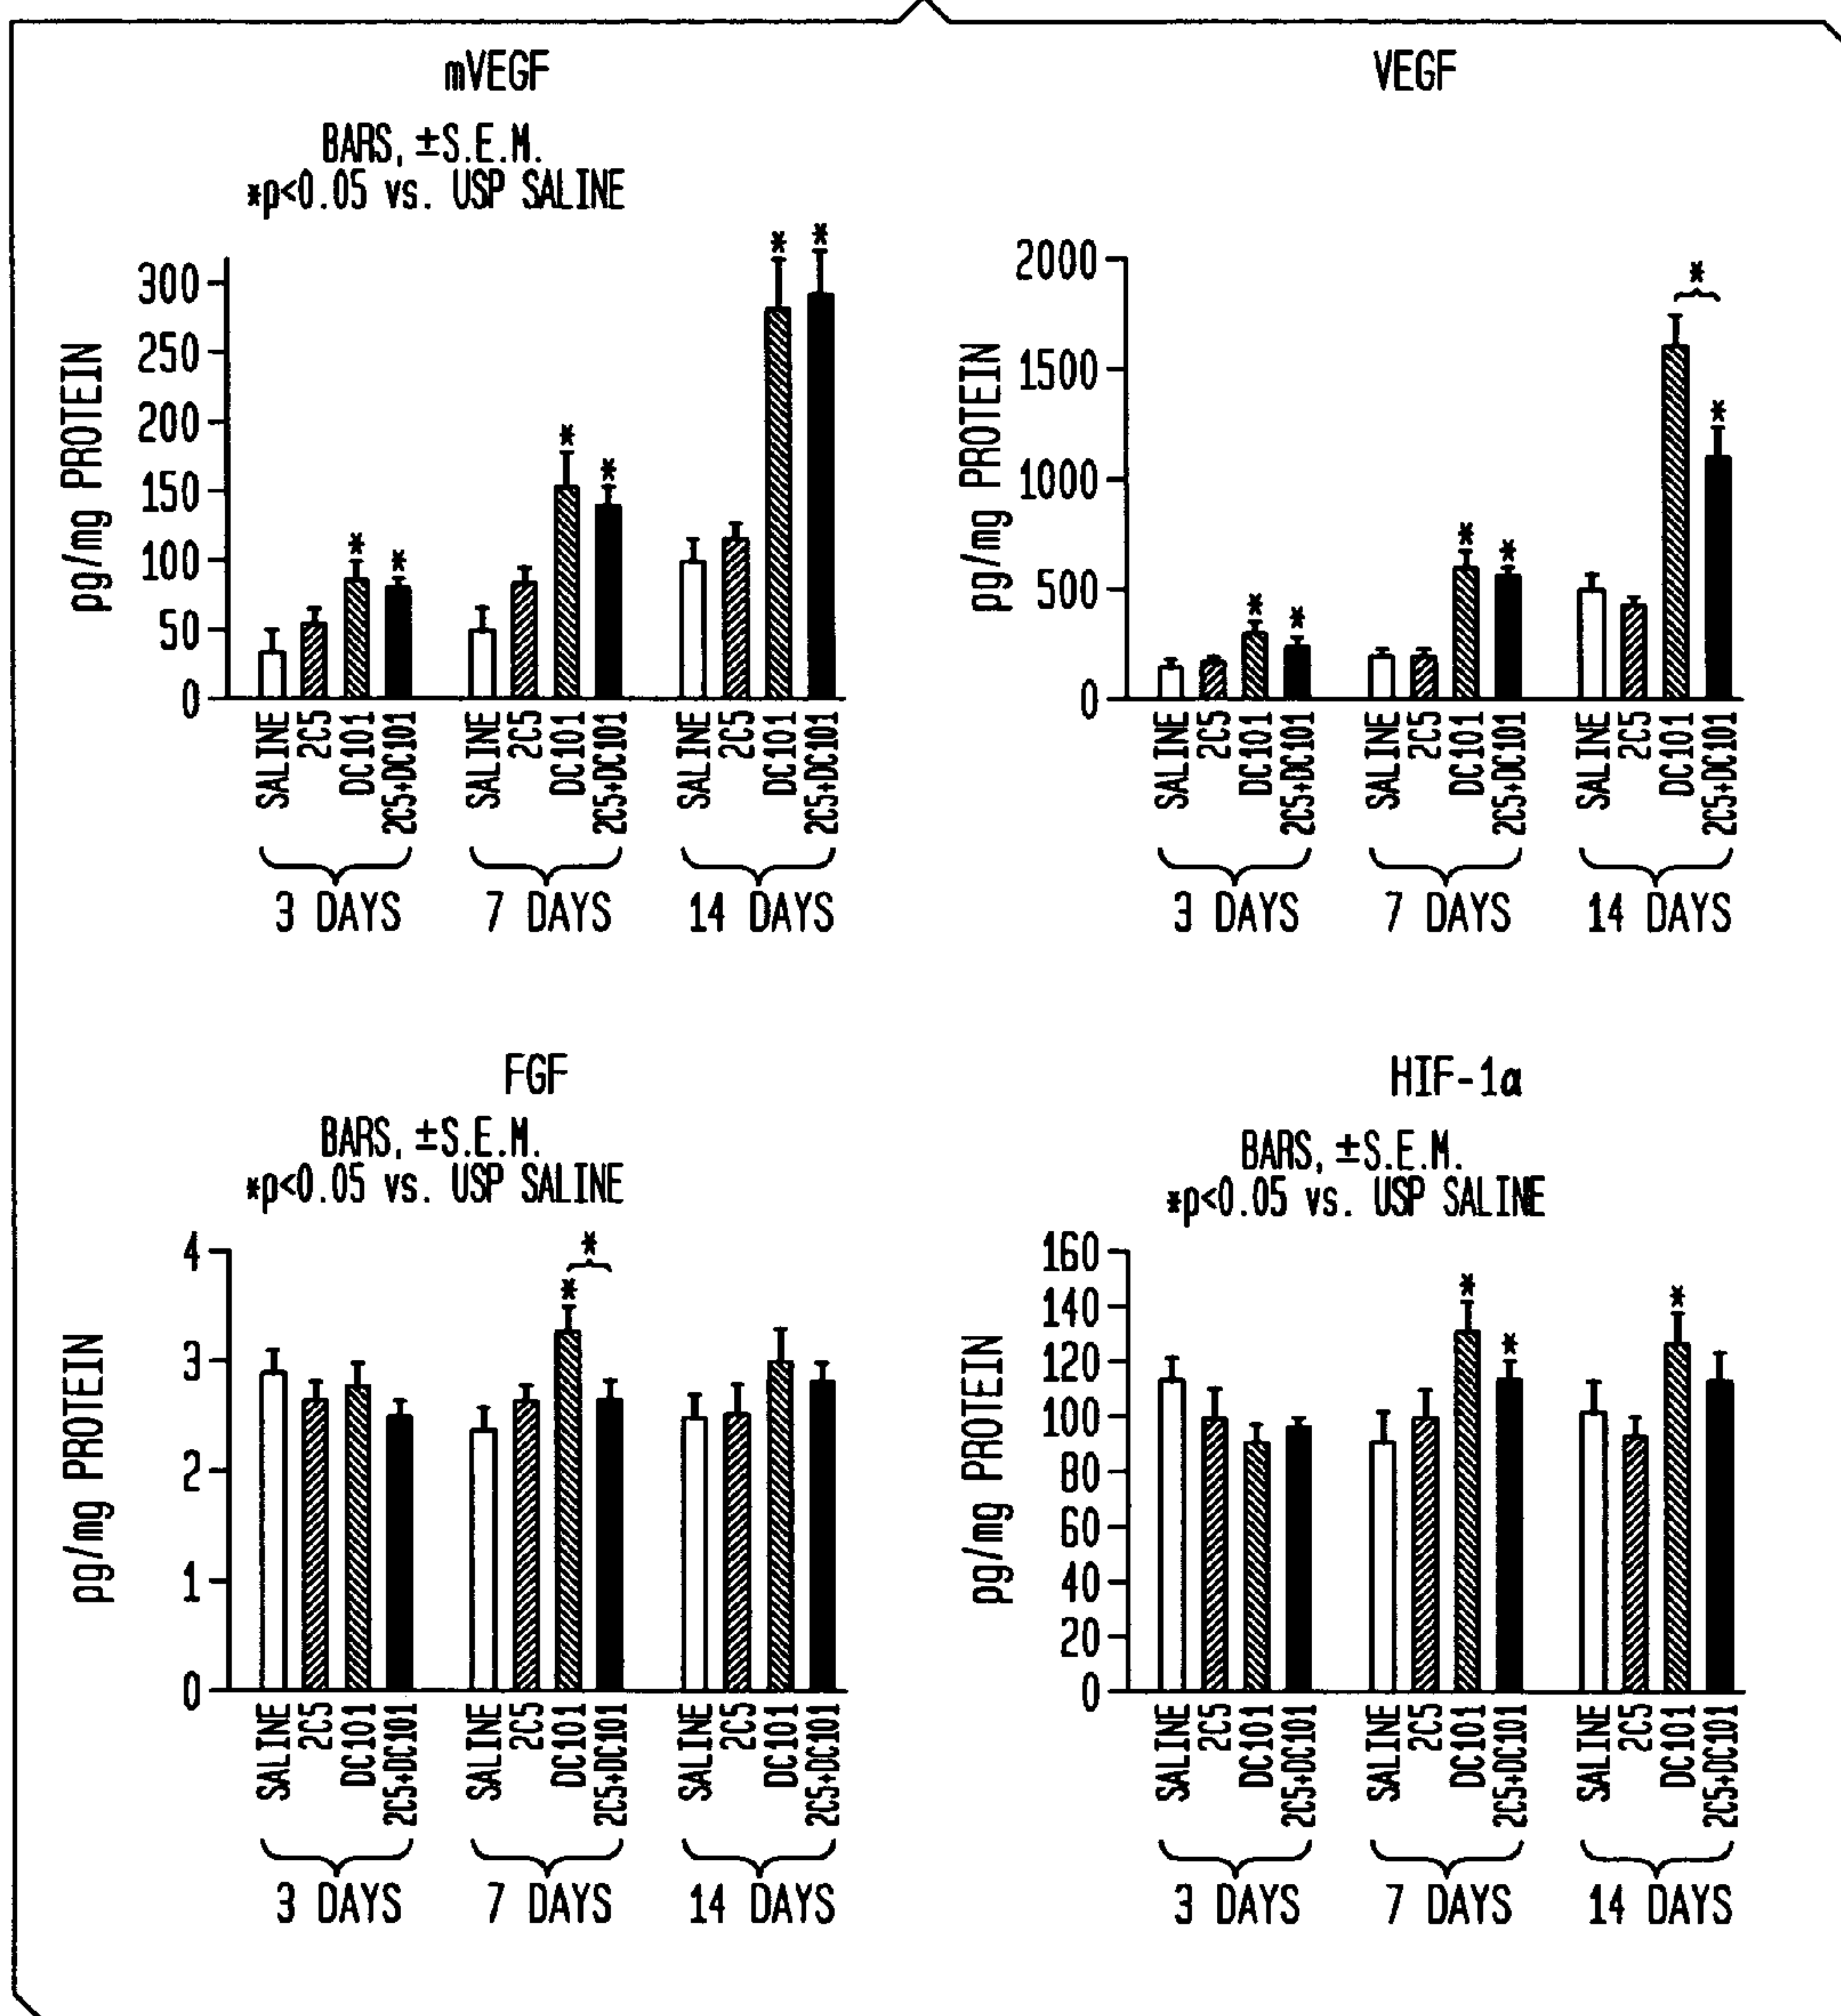 mVEGF
BARS, ±S.E.M.
*p<0.05 vs. USP SALINE
300
250
200
150
100
50
0
pg/mg PROTEIN
* * * * * *
SALINE 2C5 DC101 2C5+DC101 SALINE 2C5 DC101 2C5+DC101 SALINE 2C5 DC101 2C5+DC101
3 DAYS 7 DAYS 14 DAYS
VEGF
2000
1500
1000
500
0
pg/mg PROTEIN
* * * * * *
SALINE 2C5 DC101 2C5+DC101 SALINE 2C5 DC101 2C5+DC101 SALINE 2C5 DC101 2C5+DC101
3 DAYS 7 DAYS 14 DAYS
FGF
BARS, ±S.E.M.
*p<0.05 vs. USP SALINE
4
3
2
1
0
pg/mg PROTEIN
* *
SALINE 2C5 DC101 2C5+DC101 SALINE 2C5 DC101 2C5+DC101 SALINE 2C5 DC101 2C5+DC101
3 DAYS 7 DAYS 14 DAYS
HIF-1α
BARS, ±S.E.M.
*p<0.05 vs. USP SALINE
160
140
120
100
80
60
40
20
0
pg/mg PROTEIN
* * *
SALINE 2C5 DC101 2C5+DC101 SALINE 2C5 DC101 2C5+DC101 SALINE 2C5 DC101 2C5+DC101
3 DAYS 7 DAYS 14 DAYS